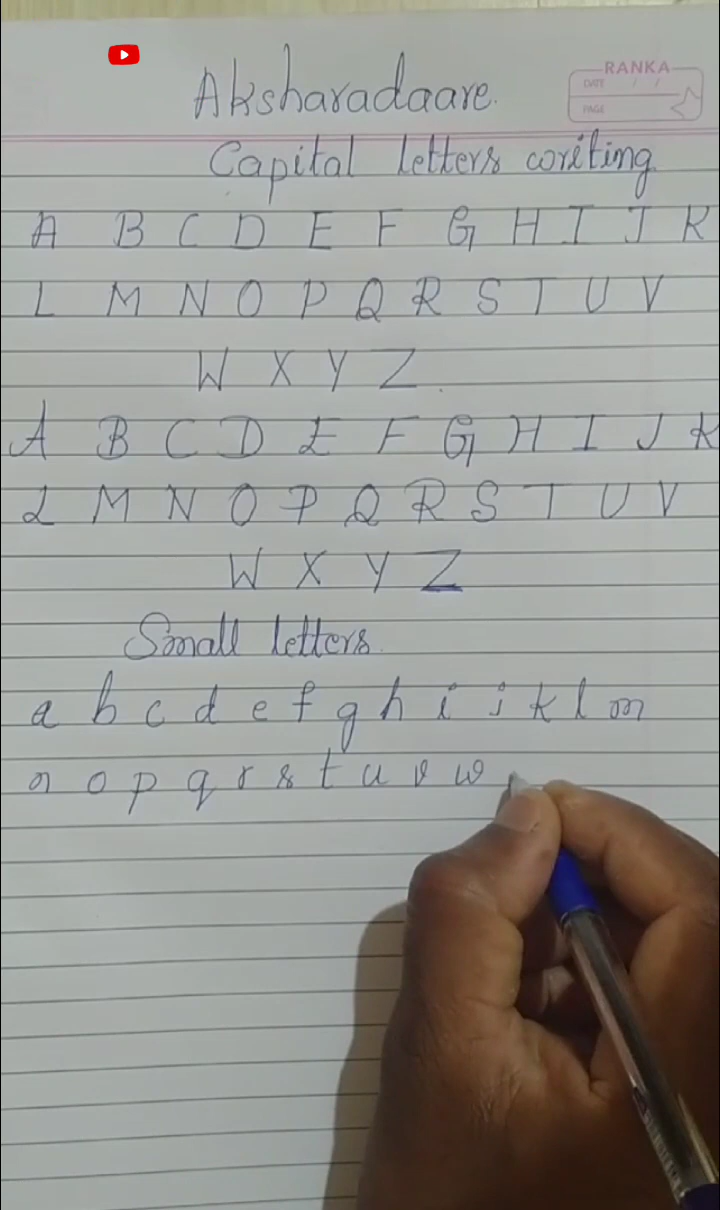 RANKA
DATE / /
PAGE
Aksharadaare.
Capital letters writing
A B C D E F G H I J K
L M N O P Q R S T U V
W X Y Z
A B C D E F G H I J K
L M N O P Q R S T U V
W X Y Z
Small letters.
a b c d e f g h i j k l m
n o p q r s t u v w